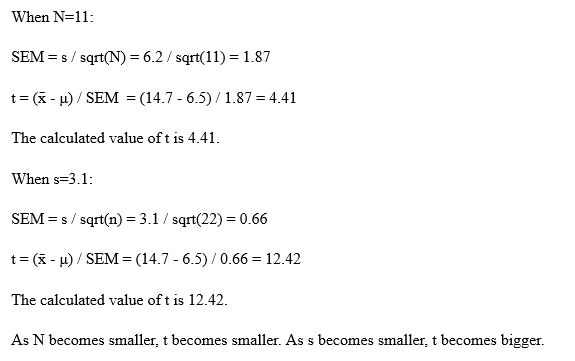 When N=11:
SEM = s / sqrt(N) = 6.2 / sqrt(11) = 1.87
t = (x̄ - μ) / SEM  = (14.7 - 6.5) / 1.87 = 4.41
The calculated value of t is 4.41.
When s=3.1:
SEM = s / sqrt(n) = 3.1 / sqrt(22) = 0.66
t = (x̄ - μ) / SEM = (14.7 - 6.5) / 0.66 = 12.42
The calculated value of t is 12.42.
As N becomes smaller, t becomes smaller. As s becomes smaller, t becomes bigger.